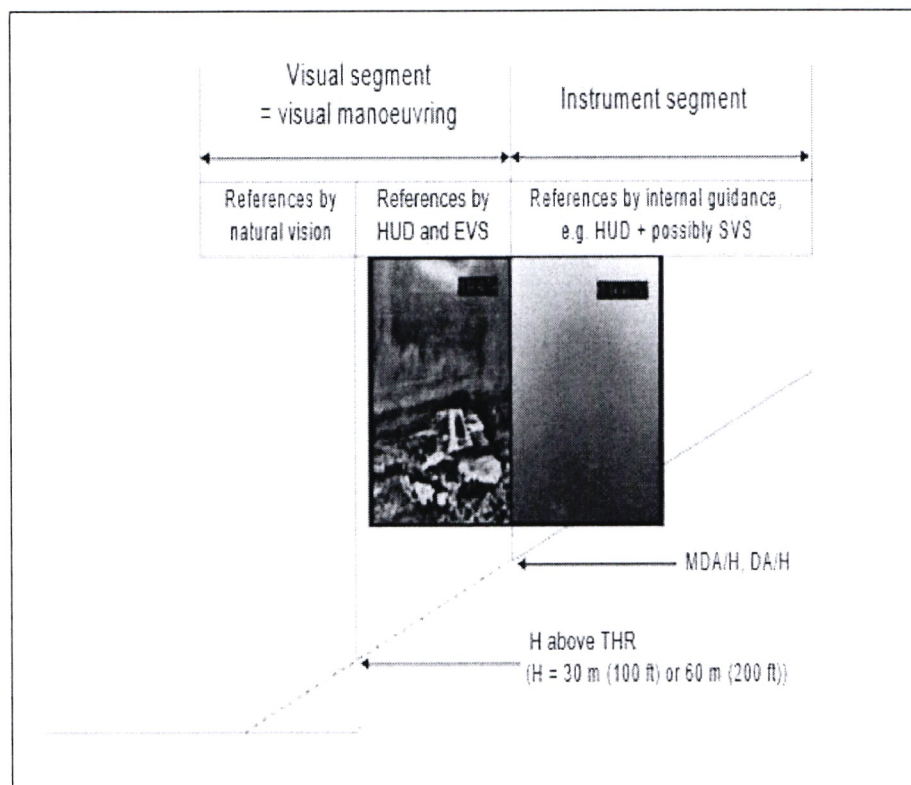 Visual segment
= visual manoeuvring
Instrument segment
References by
natural vision
References by
HUD and EVS
References by internal guidance,
e.g. HUD + possibly SVS
MDA/H, DA/H
H above THR
(H = 30 m (100 ft) or 60 m (200 ft))